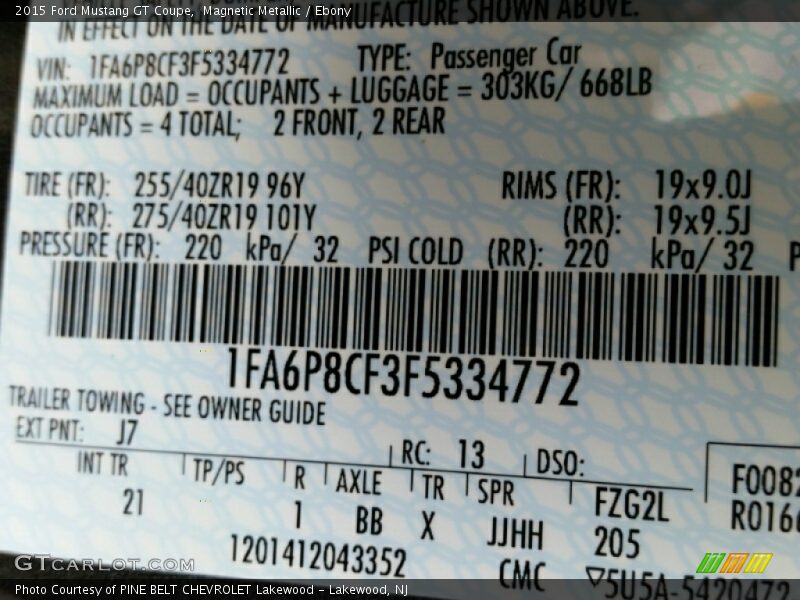 2015 Ford Mustang GT Coupe,  Magnetic Metallic / Ebony
IN EFFECT ON THE DATE OF MANUFACTURE SHOWN ABOVE.
VIN: 1FA6P8CF3F5334772 TYPE: Passenger Car
MAXIMUM LOAD = OCCUPANTS + LUGGAGE = 303KG/ 668LB
OCCUPANTS = 4 TOTAL; 2 FRONT, 2 REAR
TIRE (FR): 255/40ZR19 96Y RIMS (FR): 19x9.0J
(RR): 275/40ZR19 101Y (RR): 19x9.5J
PRESSURE (FR): 220 kPa/ 32 PSI COLD (RR): 220 kPa/ 32 P
1FA6P8CF3F5334772
TRAILER TOWING - SEE OWNER GUIDE
EXT PNT: J7 RC: 13 DSO:
INT TR TP/PS R AXLE TR SPR FZG2L F0082
21 1 BB X JJHH 205 R0166
1201412043352 CMC ▽5U5A-5420472
GTCARLOT.COM
Photo Courtesy of PINE BELT CHEVROLET Lakewood - Lakewood, NJ